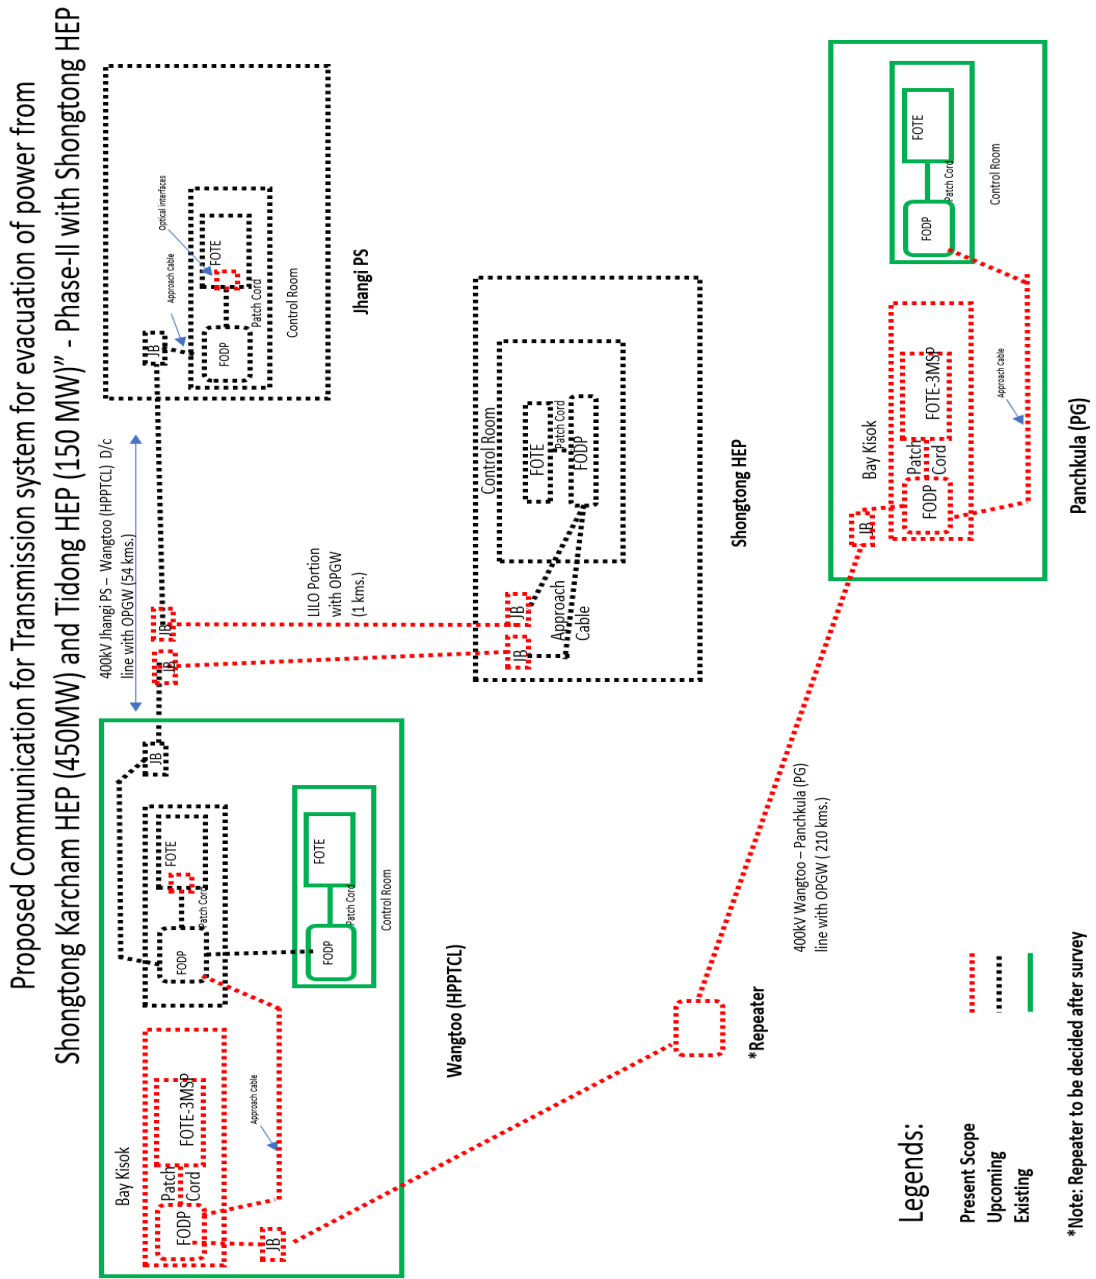 Proposed Communication for Transmission system for evacuation of power from
Shongtong Karcham HEP (450MW) and Tidong HEP (150 MW)” - Phase-II with Shongtong HEP
Optical interfaces
Approach Cable
JB
FOTE
Patch Cord
FODP
Control Room
Jhangi PS
400kV Jhangi PS – Wangtoo (HPPTCL) D/c
line with OPGW (54 kms.)
JB
JB
LILO Portion
with OPGW
(1 kms.)
Control Room
FOTE
Patch Cord
FODP
JB
JB
Approach
Cable
Shongtong HEP
JB
FOTE
Patch Cord
FODP
FOTE
Patch Cord
FODP
Control Room
Bay Kisok
FOTE-3MSP
Patch
Cord
FODP
Approach Cable
JB
Wangtoo (HPPTCL)
*Repeater
400kV Wangtoo – Panchkula (PG)
line with OPGW ( 210 kms.)
FOTE
Patch Cord
FODP
Control Room
Bay Kisok
FOTE-3MSP
Patch
Cord
FODP
JB
Approach Cable
Panchkula (PG)
Legends:
Present Scope
Upcoming
Existing
*Note: Repeater to be decided after survey